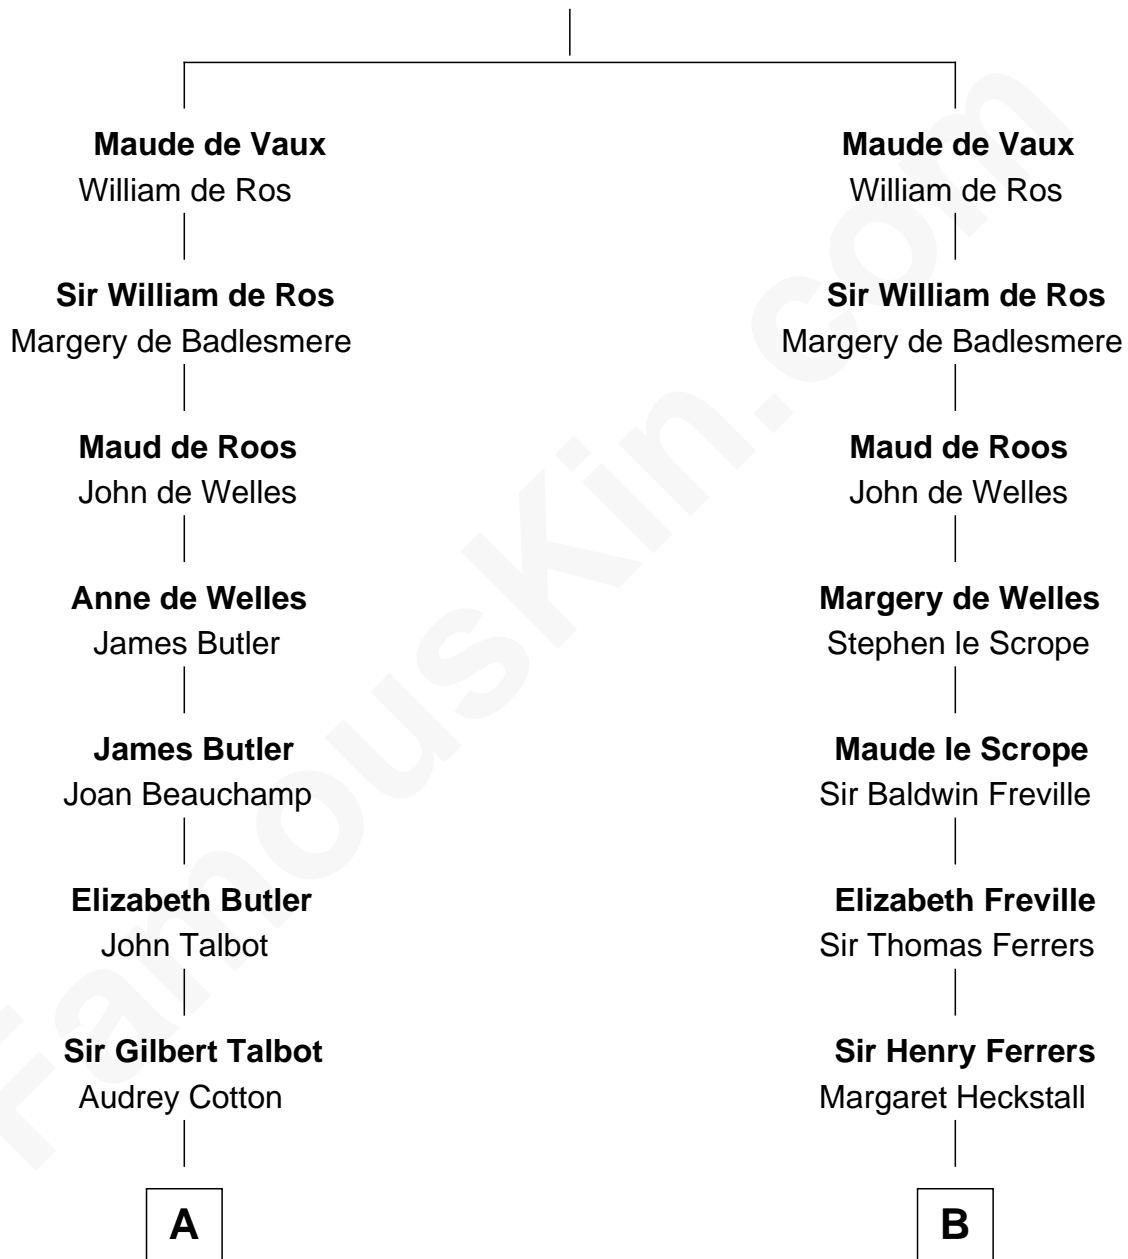 Maude de Vaux
William de Ros
Sir William de Ros
Margery de Badlesmere
Maud de Roos
John de Welles
Anne de Welles
James Butler
James Butler
Joan Beauchamp
Elizabeth Butler
John Talbot
Sir Gilbert Talbot
Audrey Cotton
A
Maude de Vaux
William de Ros
Sir William de Ros
Margery de Badlesmere
Maud de Roos
John de Welles
Margery de Welles
Stephen le Scrope
Maude le Scrope
Sir Baldwin Freville
Elizabeth Freville
Sir Thomas Ferrers
Sir Henry Ferrers
Margaret Heckstall
B
FamousKin.com